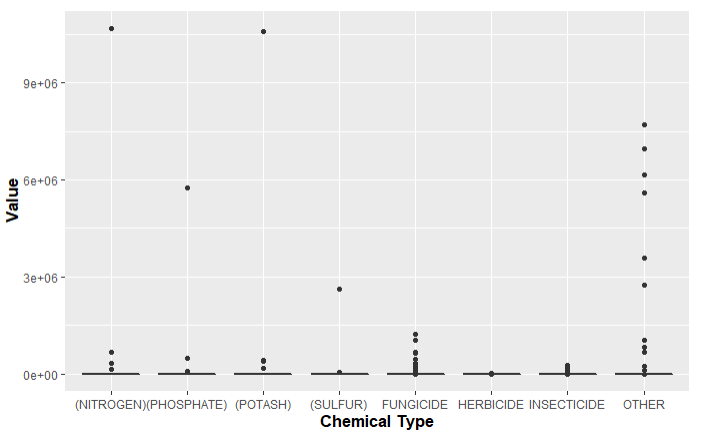 9e+06
6e+06
3e+06
0e+00
Value
(NITROGEN)(PHOSPHATE) (POTASH) (SULFUR) FUNGICIDE HERBICIDE INSECTICIDE OTHER
Chemical Type